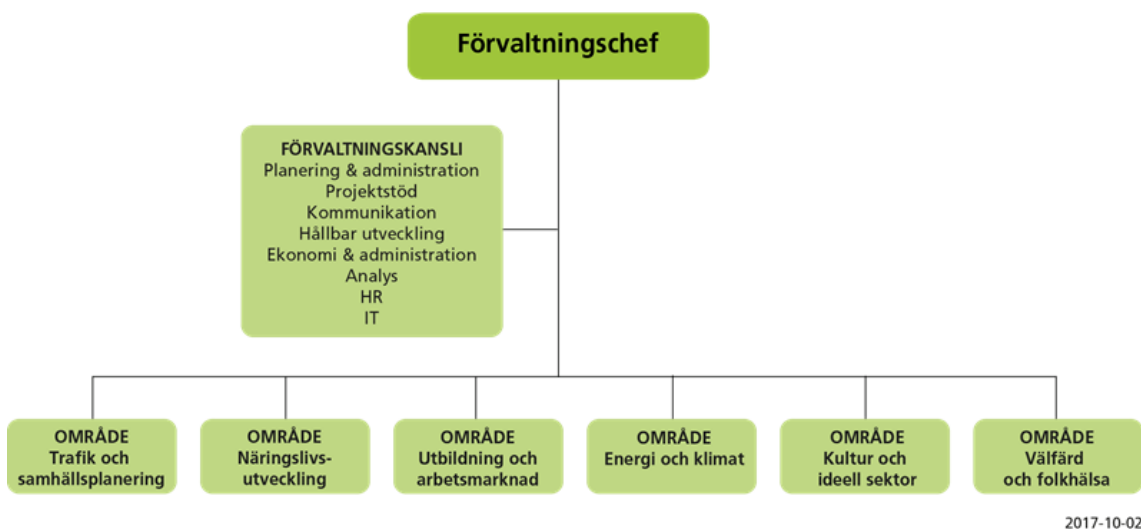 Förvaltningschef
FÖRVALTNINGSKANSLI
Planering & administration
Projektstöd
Kommunikation
Hållbar utveckling
Ekonomi & administration
Analys
HR
IT
OMRÅDE
Trafik och
samhällsplanering
OMRÅDE
Näringslivs-
utveckling
OMRÅDE
Utbildning och
arbetsmarknad
OMRÅDE
Energi och klimat
OMRÅDE
Kultur och
ideell sektor
OMRÅDE
Välfärd
och folkhälsa
2017-10-02